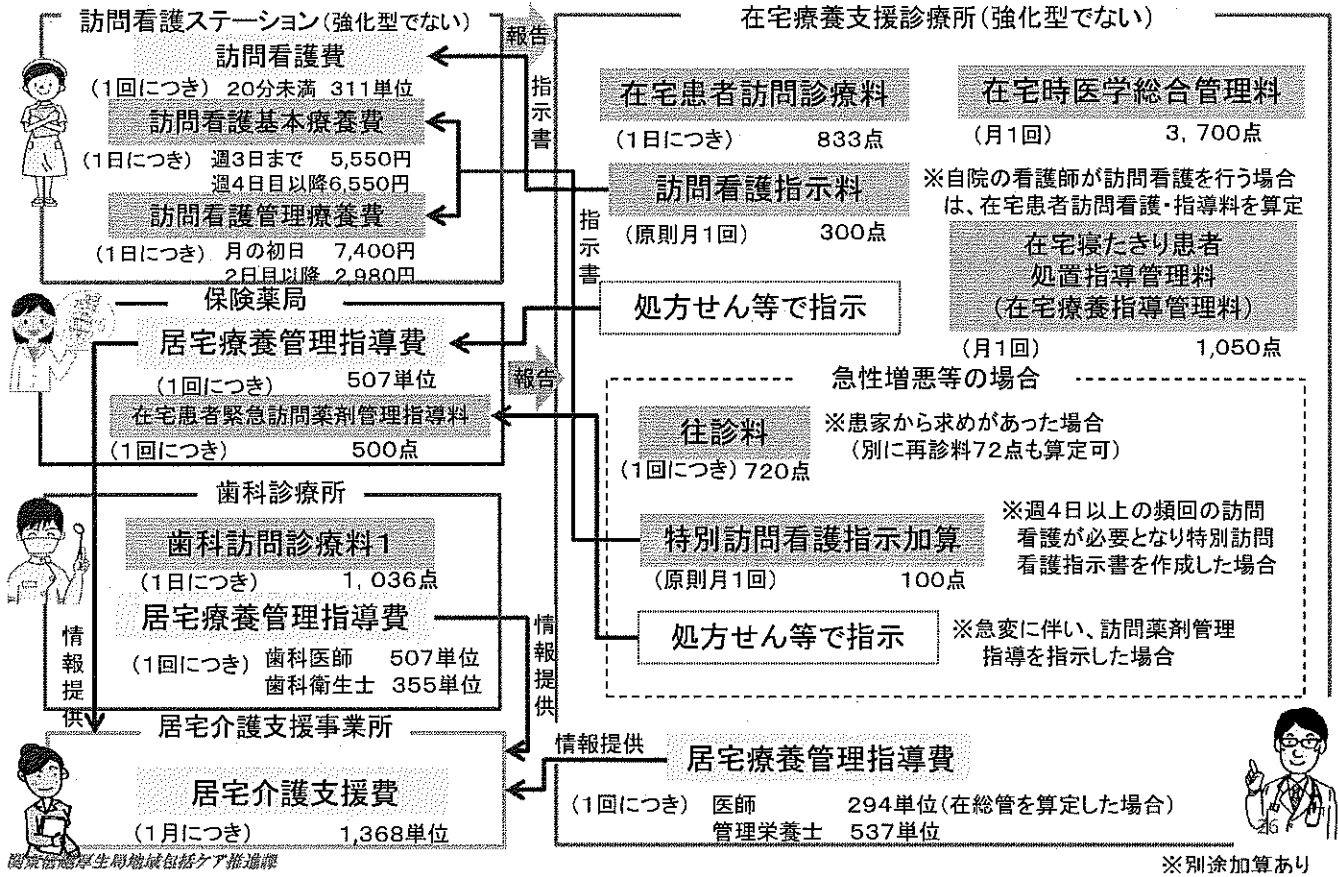 訪問看護ステーション(強化型でない)
訪問看護費
(1回につき) 20分未満 311単位
訪問看護基本療養費
(1日につき) 週3日まで 5,550円
週4日目以降6,550円
訪問看護管理療養費
(1日につき) 月の初日 7,400円
2日目以降 2,980円
報告
指示書
指示書
在宅療養支援診療所(強化型でない)
在宅患者訪問診療料
(1日につき) 833点
在宅時医学総合管理料
(月1回) 3,700点
訪問看護指示料
(原則月1回) 300点
※自院の看護師が訪問看護を行う場合
は、在宅患者訪問看護・指導料を算定
在宅寝たきり患者
処置指導管理料
(在宅療養指導管理料)
(月1回) 1,050点
処方せん等で指示
保険薬局
居宅療養管理指導費
(1回につき) 507単位
在宅患者緊急訪問薬剤管理指導料
(1回につき) 500点
報告
急性増悪等の場合
往診料
(1回につき) 720点
※患家から求めがあった場合
(別に再診料72点も算定可)
特別訪問看護指示加算
(原則月1回) 100点
※週4日以上の頻回の訪問
看護が必要となり特別訪問
看護指示書を作成した場合
処方せん等で指示
※急変に伴い、訪問薬剤管理
指導を指示した場合
歯科診療所
歯科訪問診療料1
(1日につき) 1,036点
居宅療養管理指導費
(1回につき) 歯科医師 507単位
歯科衛生士 355単位
情報提供
情報提供
居宅介護支援事業所
居宅介護支援費
(1月につき) 1,368単位
情報提供
居宅療養管理指導費
(1回につき) 医師 294単位(在総管を算定した場合)
管理栄養士 537単位
26
関東信越厚生局地域包括ケア推進課
※別途加算あり